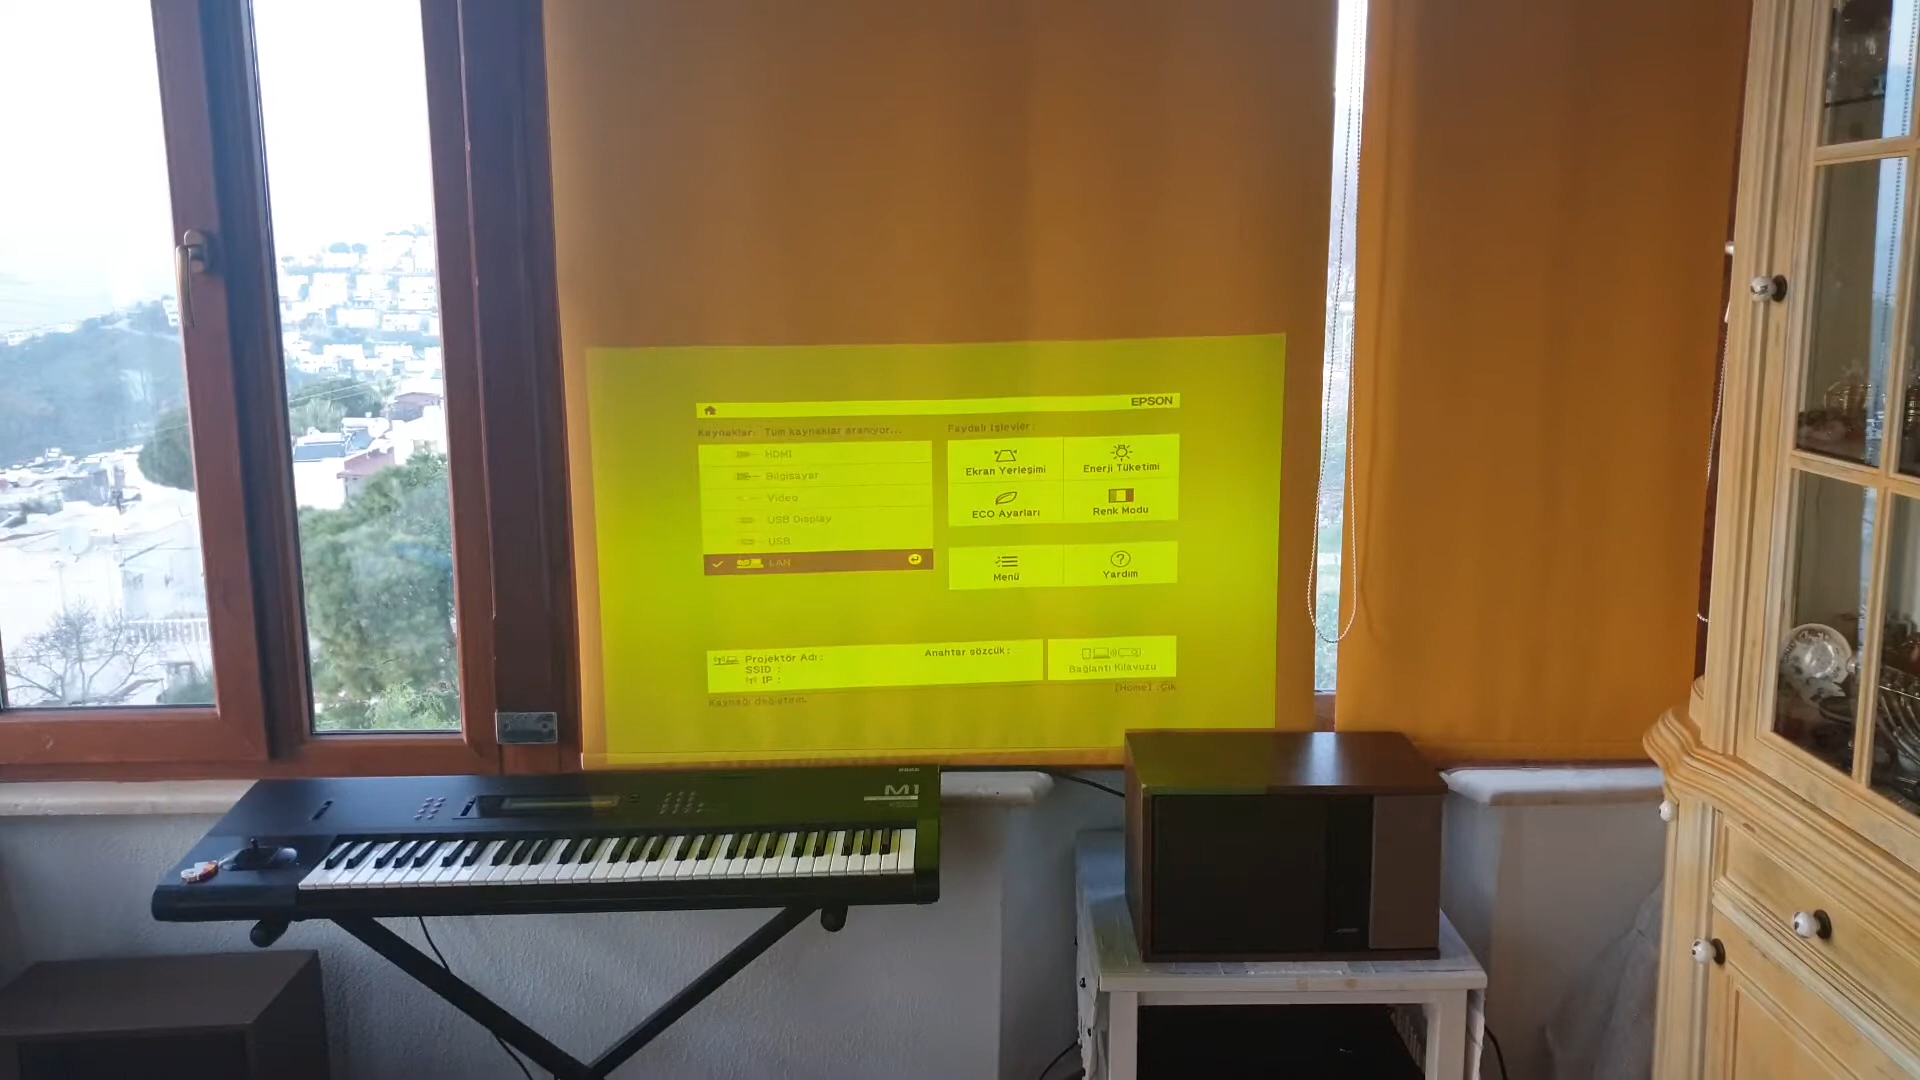 EPSON
Kaynaklar: Tüm kaynaklar aranıyor...
HDMI
Bilgisayar
Video
USB Display
USB
LAN
Faydalı İşlevler:
Ekran Yerleşimi
Enerji Tüketimi
ECO Ayarları
Renk Modu
Menü
Yardım
Projektör Adı :
Anahtar sözcük :
SSID :
IP :
Bağlantı Kılavuzu
Kaynağı değiştirin.
[Home] :Çık
KORG
M1